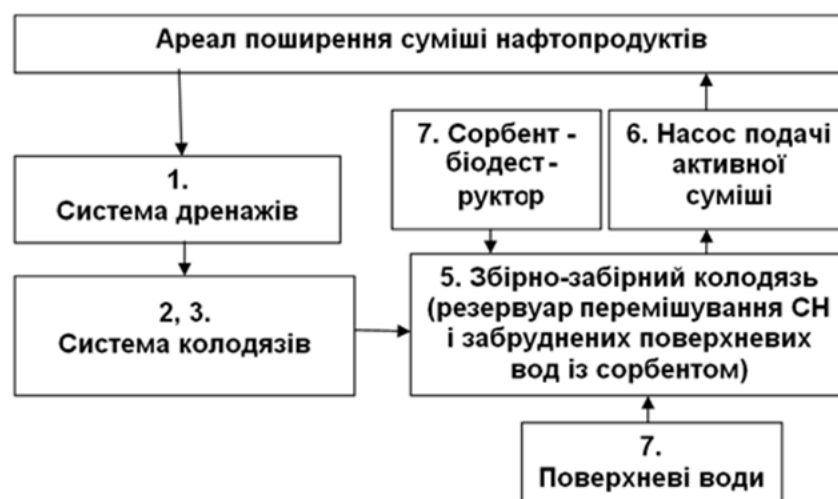 Ареал поширення суміші нафтопродуктів
7. Сорбент -
біодест-
руктор
6. Насос подачі
активної
суміші
1.
Система дренажів
2, 3.
Система колодязів
5. Збірно-забірний колодязь
(резервуар перемішування СН
і забруднених поверхневих
вод із сорбентом)
7.
Поверхневі води